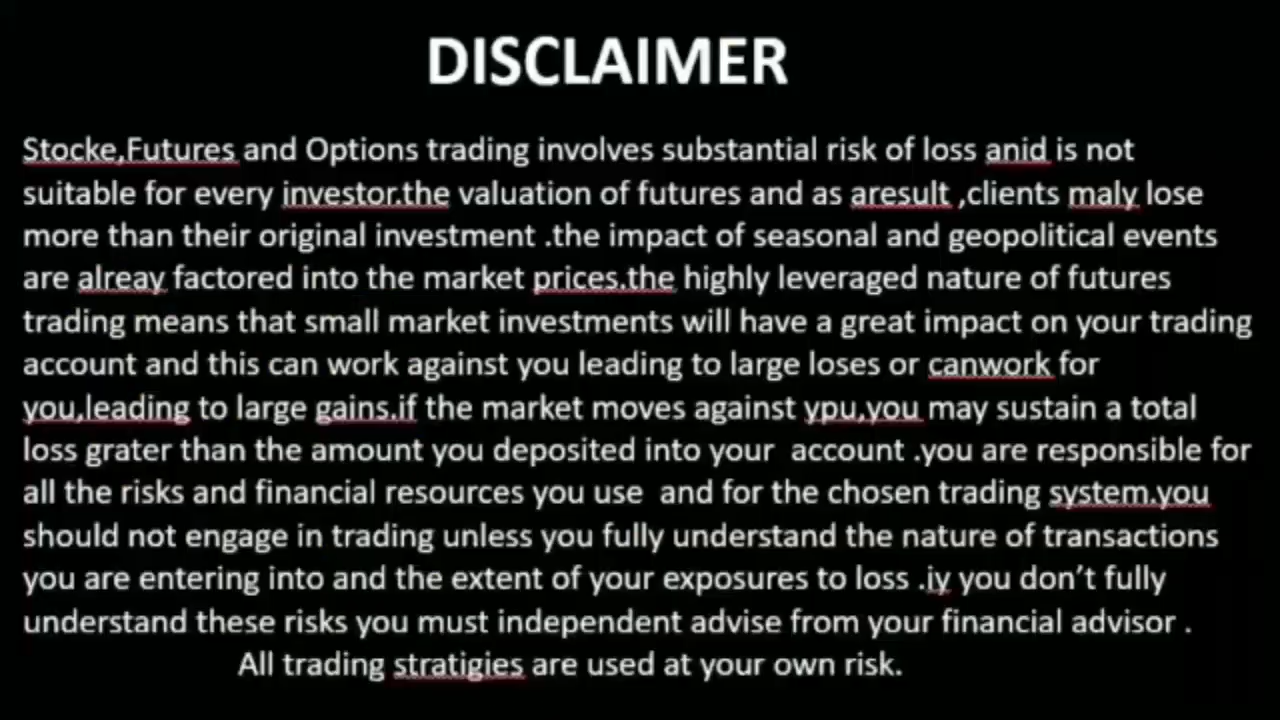 DISCLAIMER
Stocke,Futures and Options trading involves substantial risk of loss anid is not
suitable for every investor.the valuation of futures and as aresult ,clients maly lose
more than their original investment .the impact of seasonal and geopolitical events
are alreay factored into the market prices.the highly leveraged nature of futures
trading means that small market investments will have a great impact on your trading
account and this can work against you leading to large loses or canwork for
you,leading to large gains.if the market moves against ypu,you may sustain a total
loss grater than the amount you deposited into your  account .you are responsible for
all the risks and financial resources you use  and for the chosen trading system.you
should not engage in trading unless you fully understand the nature of transactions
you are entering into and the extent of your exposures to loss .iy you don’t fully
understand these risks you must independent advise from your financial advisor .
All trading stratigies are used at your own risk.